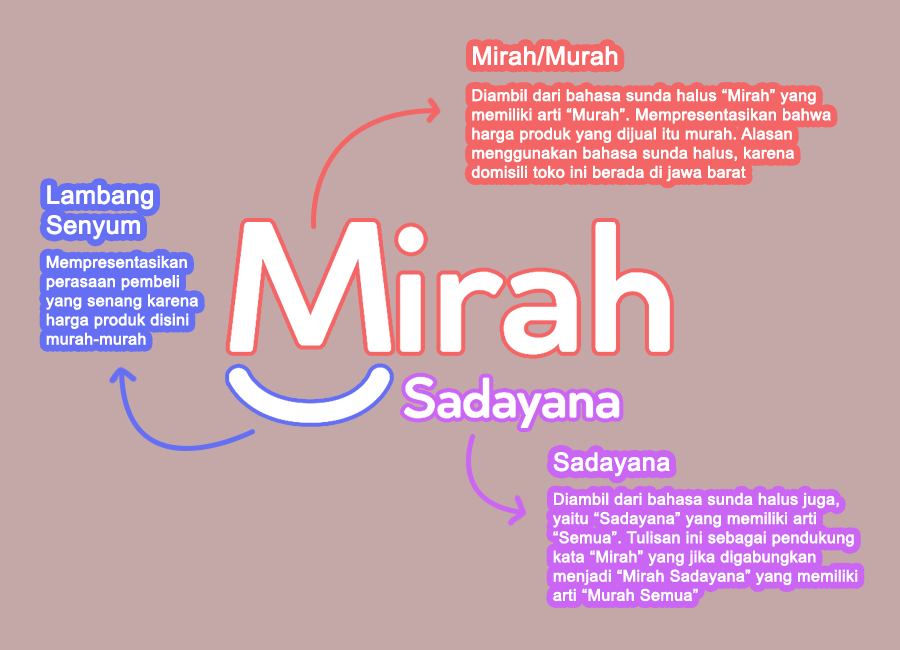 Mirah/Murah
Diambil dari bahasa sunda halus “Mirah” yang
memiliki arti “Murah”. Mempresentasikan bahwa
harga produk yang dijual itu murah. Alasan
menggunakan bahasa sunda halus, karena
domisili toko ini berada di jawa barat
Lambang
Senyum
Mempresentasikan
perasaan pembeli
yang senang karena
harga produk disini
murah-murah
Mirah
Sadayana
Sadayana
Diambil dari bahasa sunda halus juga,
yaitu “Sadayana” yang memiliki arti
“Semua”. Tulisan ini sebagai pendukung
kata “Mirah” yang jika digabungkan
menjadi “Mirah Sadayana” yang memiliki
arti “Murah Semua”